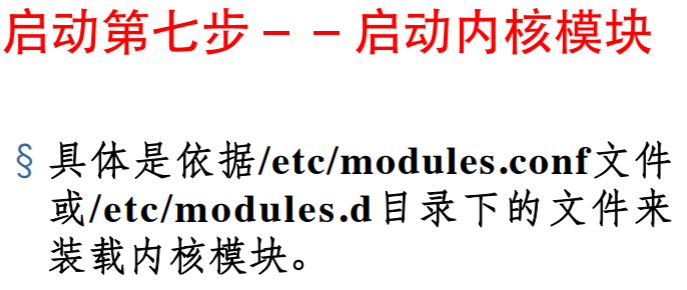 启动第七步－－启动内核模块
§ 具体是依据/etc/modules.conf文件
或/etc/modules.d目录下的文件来
装载内核模块。